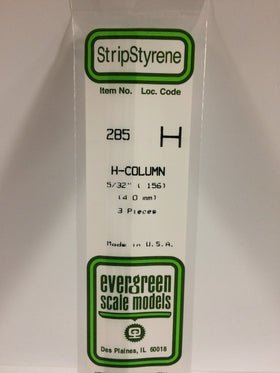 StripStyrene
Item No. Loc. Code
285 H
H-COLUMN
5/32" (.156)
(4.0 mm)
3 Pieces
Made in U.S.A.
evergreen
scale models
Des Plaines, IL 60018